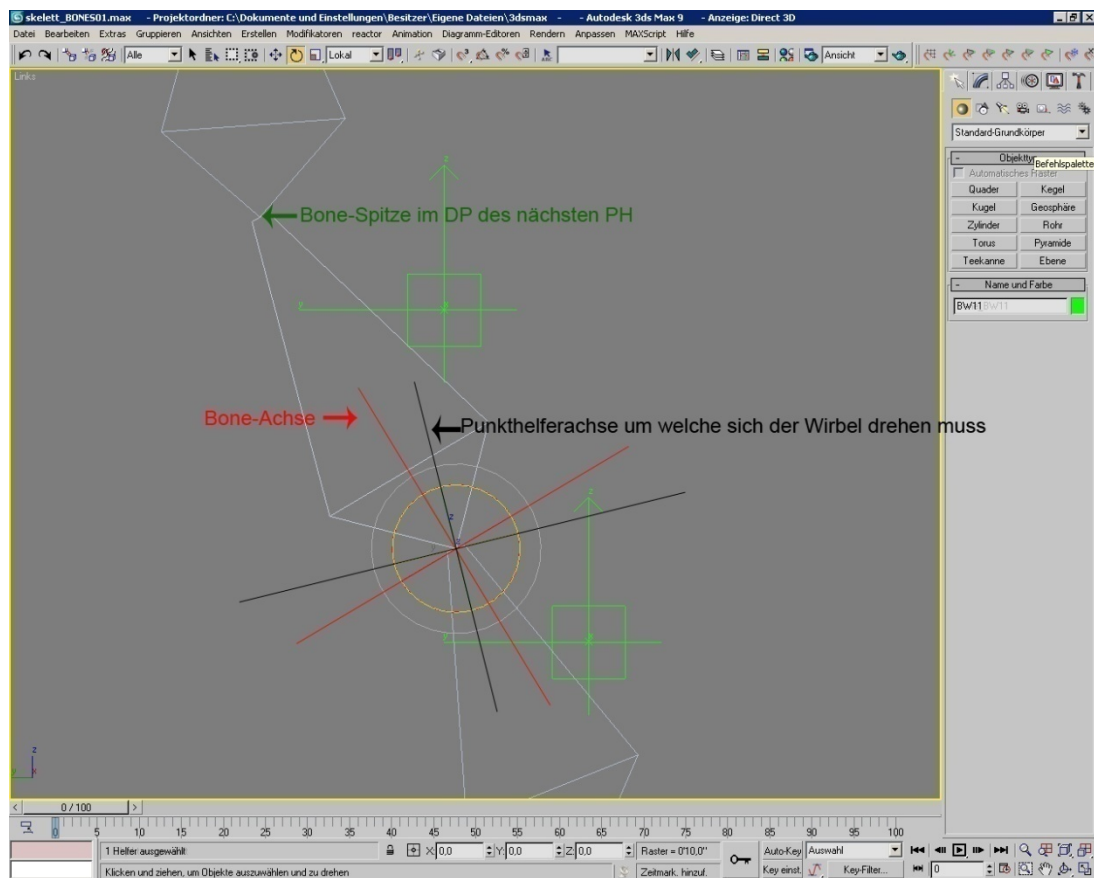 skelett_BONES01.max - Projektordner: C:\Dokumente und Einstellungen\Besitzer\Eigene Dateien\3dsmax - - Autodesk 3ds Max 9 - Anzeige: Direct 3D
Datei Bearbeiten Extras Gruppieren Ansichten Erstellen Modifikatoren reactor Animation Diagramm-Editoren Rendern Anpassen MAXScript Hilfe
Alle Lokal Ansicht
Links
Standard-Grundkörper
- Objekttyp
Befehlspalette
Automatisches Raster
Quader Kegel
Kugel Geosphäre
Zylinder Rohr
Torus Pyramide
Teekanne Ebene
- Name und Farbe
BW11 BW11
z
Bone-Spitze im DP des nächsten PH
y
Bone-Achse
Punkthelferachse um welche sich der Wirbel drehen muss
z
z
x
y
z
y x
< 0 / 100 >
0 5 10 15 20 25 30 35 40 45 50 55 60 65 70 75 80 85 90 95 100
1 Helfer ausgewählt X: 0,0 Y: 0,0 Z: 0,0 Raster = 0'10,0" Auto-Key Auswahl
Klicken und ziehen, um Objekte auszuwählen und zu drehen Zeitmark. hinzuf. Key einst. Key-Filter... 0